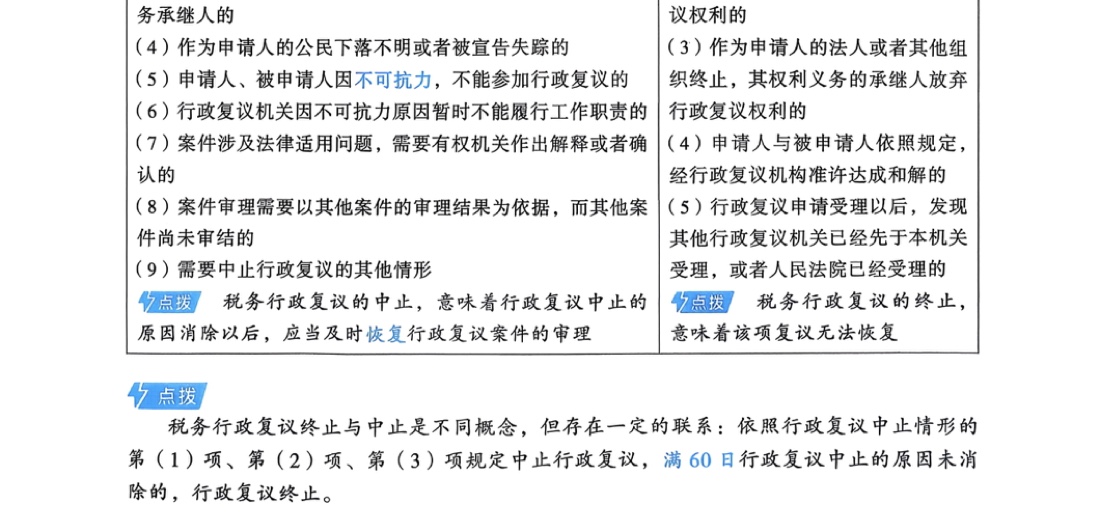 务承继人的
（4）作为申请人的公民下落不明或者被宣告失踪的
（5）申请人、被申请人因不可抗力，不能参加行政复议的
（6）行政复议机关因不可抗力原因暂时不能履行工作职责的
（7）案件涉及法律适用问题，需要有权机关作出解释或者确
认的
（8）案件审理需要以其他案件的审理结果为依据，而其他案
件尚未审结的
（9）需要中止行政复议的其他情形
点拨 税务行政复议的中止，意味着行政复议中止的
原因消除以后，应当及时恢复行政复议案件的审理
议权利的
（3）作为申请人的法人或者其他组
织终止，其权利义务的承继人放弃
行政复议权利的
（4）申请人与被申请人依照规定，
经行政复议机构准许达成和解的
（5）行政复议申请受理以后，发现
其他行政复议机关已经先于本机关
受理，或者人民法院已经受理的
点拨 税务行政复议的终止，
意味着该项复议无法恢复
点拨
税务行政复议终止与中止是不同概念，但存在一定的联系：依照行政复议中止情形的
第（1）项、第（2）项、第（3）项规定中止行政复议，满 60 日行政复议中止的原因未消
除的，行政复议终止。